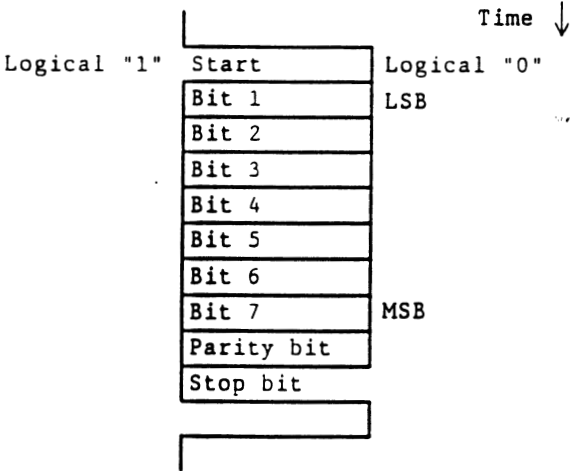 Time
Logical "1" Start Logical "0"
Bit 1 LSB
Bit 2
Bit 3
Bit 4
Bit 5
Bit 6
Bit 7 MSB
Parity bit
Stop bit